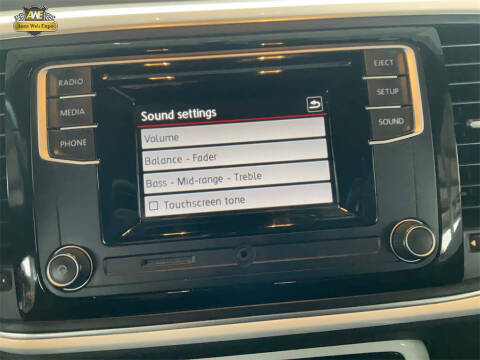 AWE
Auto Web Expo
RADIO
MEDIA
PHONE
Sound settings
Volume
Balance - Fader
Bass - Mid-range - Treble
Touchscreen tone
EJECT
SETUP
SOUND